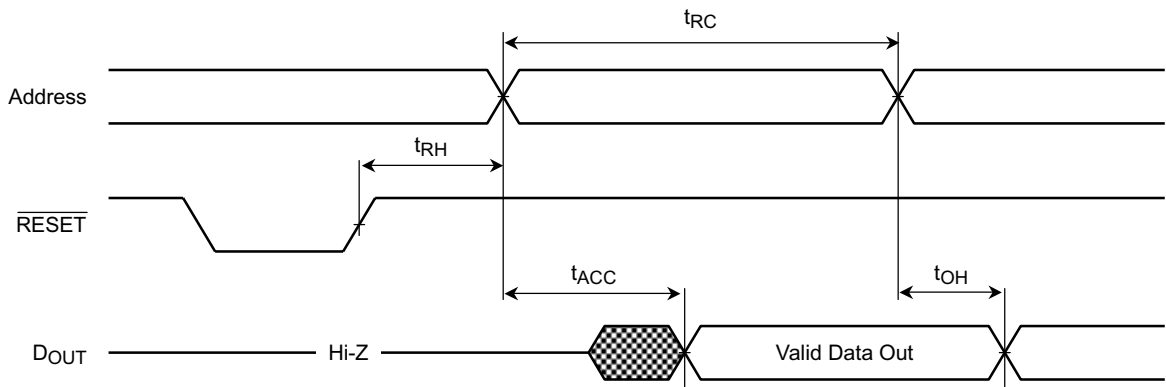 tRC
Address
tRH
RESET
tACC
tOH
DOUT
Hi-Z
Valid Data Out